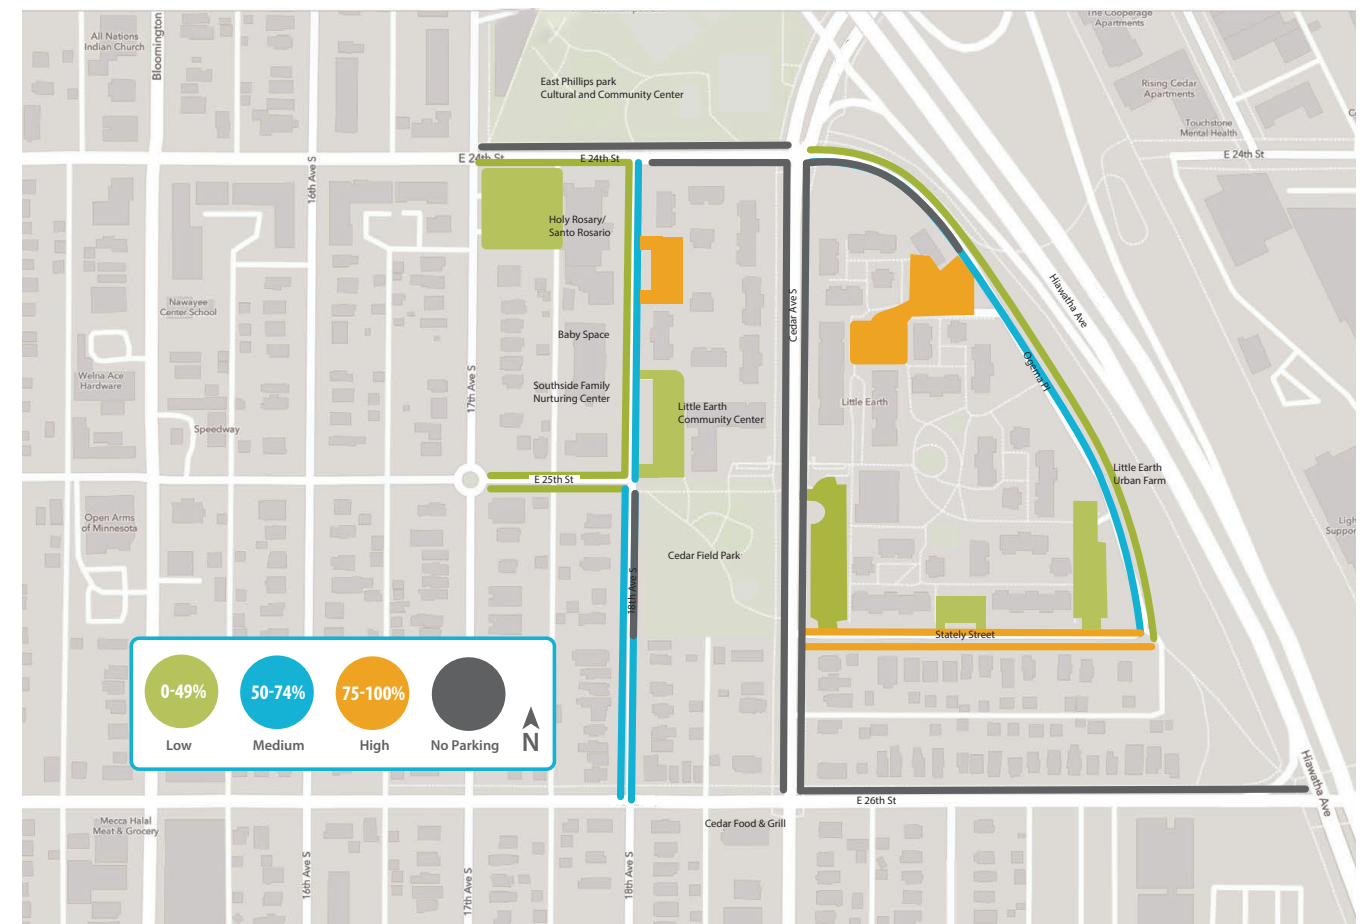 The Cooperage
Apartments
All Nations
Indian Church
Bloomington
East Phillips park
Cultural and Community Center
Rising Cedar
Apartments
Touchstone
Mental Health
E 24th St
E 24th St
E 24th St
16th Ave S
Holy Rosary/
Santo Rosario
Nawayee
Center School
Cedar Ave S
Hiawatha Ave
Baby Space
Ogema Pl
Welna Ace
Hardware
17th Ave S
Southside Family
Nurturing Center
Little Earth
Little Earth
Community Center
Speedway
Little Earth
Urban Farm
E 25th St
Open Arms
of Minnesota
Cedar Field Park
18th Ave S
Stately Street
0-49%
50-74%
75-100%
Low
Medium
High
No Parking
N
Hiawatha Ave
E 26th St
Mecca Halal
Meat & Grocery
Cedar Food & Grill
16th Ave S
17th Ave S
18th Ave S